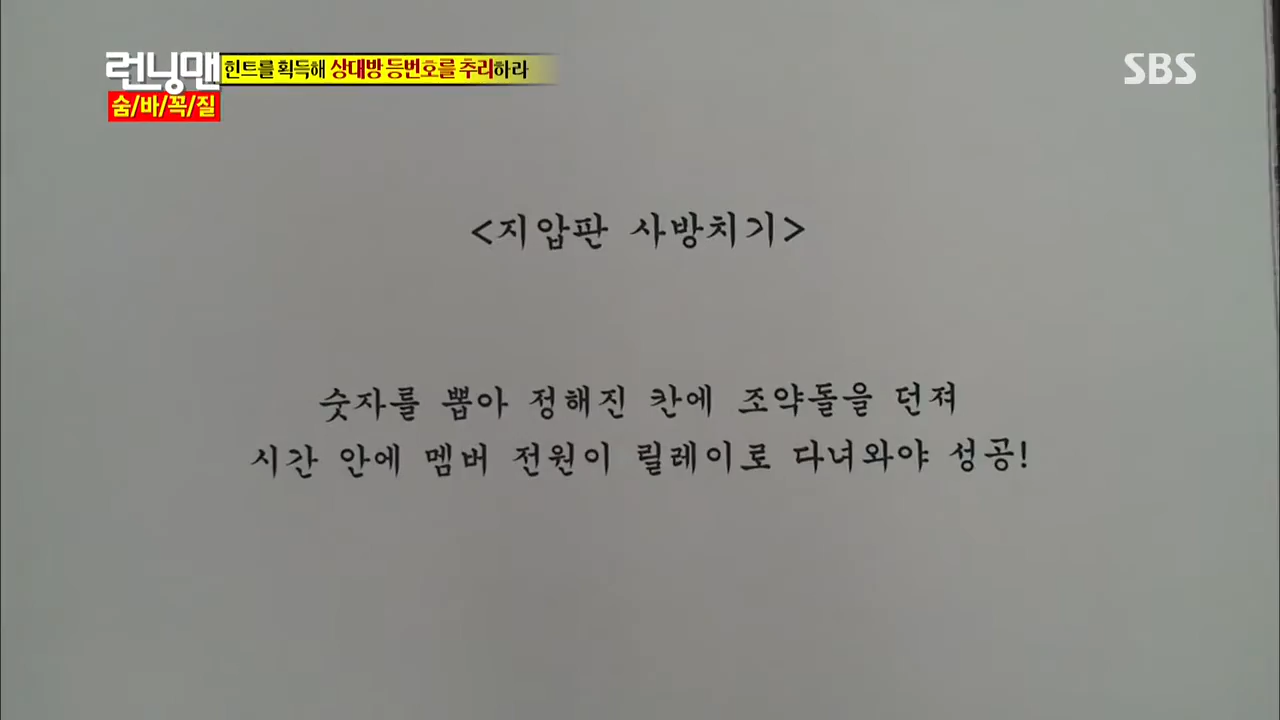 런닝맨 힌트를 획득해 상대방 등번호를 추리하라
숨/바/꼭/질
SBS
<지압판 사방치기>
숫자를 뽑아 정해진 칸에 조약돌을 던져
시간 안에 멤버 전원이 릴레이로 다녀와야 성공!